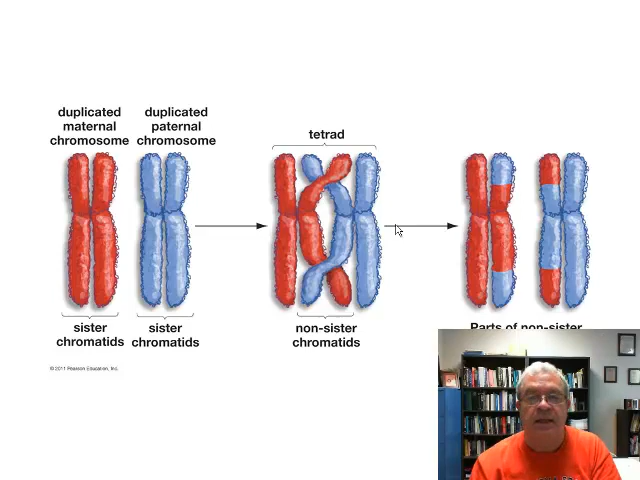 duplicated
maternal
chromosome
duplicated
paternal
chromosome
tetrad
sister
chromatids
sister
chromatids
non-sister
chromatids
Parts of non-sister
© 2011 Pearson Education, Inc.